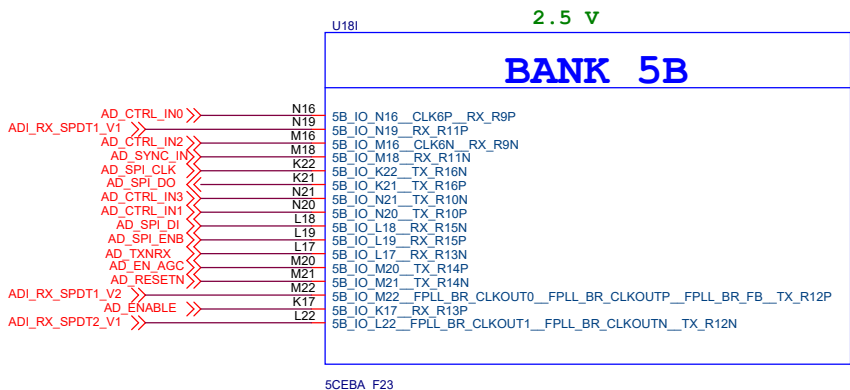 2.5 V
U18I
BANK 5B
AD_CTRL_IN0 N16 5B_IO_N16__CLK6P__RX_R9P
ADI_RX_SPDT1_V1 N19 5B_IO_N19__RX_R11P
AD_CTRL_IN2 M16 5B_IO_M16__CLK6N__RX_R9N
AD_SYNC_IN M18 5B_IO_M18__RX_R11N
AD_SPI_CLK K22 5B_IO_K22__TX_R16N
AD_SPI_DO K21 5B_IO_K21__TX_R16P
AD_CTRL_IN3 N21 5B_IO_N21__TX_R10N
AD_CTRL_IN1 N20 5B_IO_N20__TX_R10P
AD_SPI_DI L18 5B_IO_L18__RX_R15N
AD_SPI_ENB L19 5B_IO_L19__RX_R15P
AD_TXNRX L17 5B_IO_L17__RX_R13N
AD_EN_AGC M20 5B_IO_M20__TX_R14P
AD_RESETN M21 5B_IO_M21__TX_R14N
ADI_RX_SPDT1_V2 M22 5B_IO_M22__FPLL_BR_CLKOUT0__FPLL_BR_CLKOUTP__FPLL_BR_FB__TX_R12P
AD_ENABLE K17 5B_IO_K17__RX_R13P
ADI_RX_SPDT2_V1 L22 5B_IO_L22__FPLL_BR_CLKOUT1__FPLL_BR_CLKOUTN__TX_R12N
5CEBA_F23